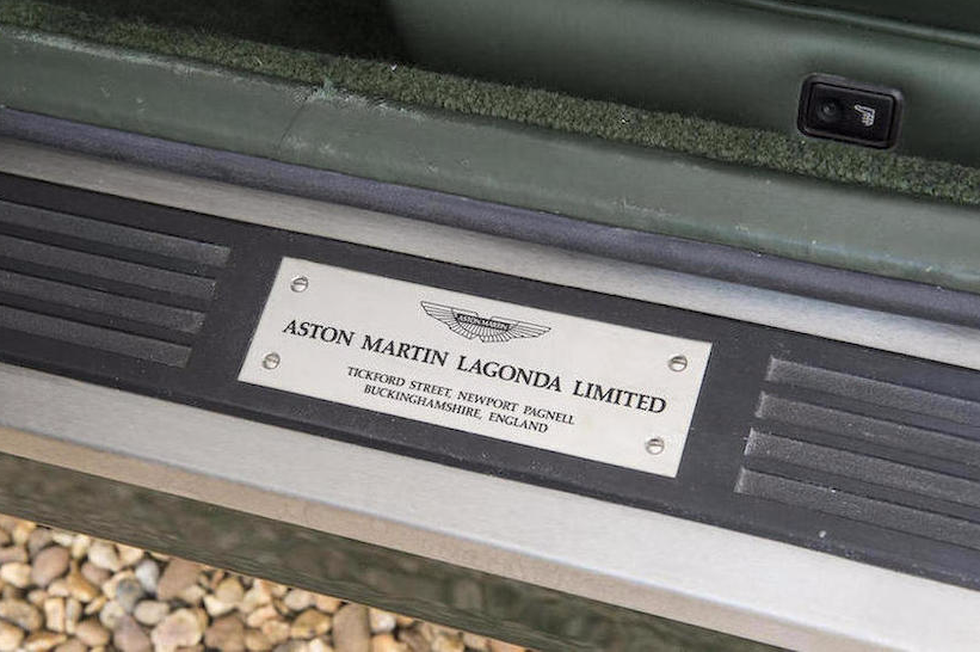 ASTON MARTIN
ASTON MARTIN LAGONDA LIMITED
TICKFORD STREET, NEWPORT PAGNELL
BUCKINGHAMSHIRE, ENGLAND